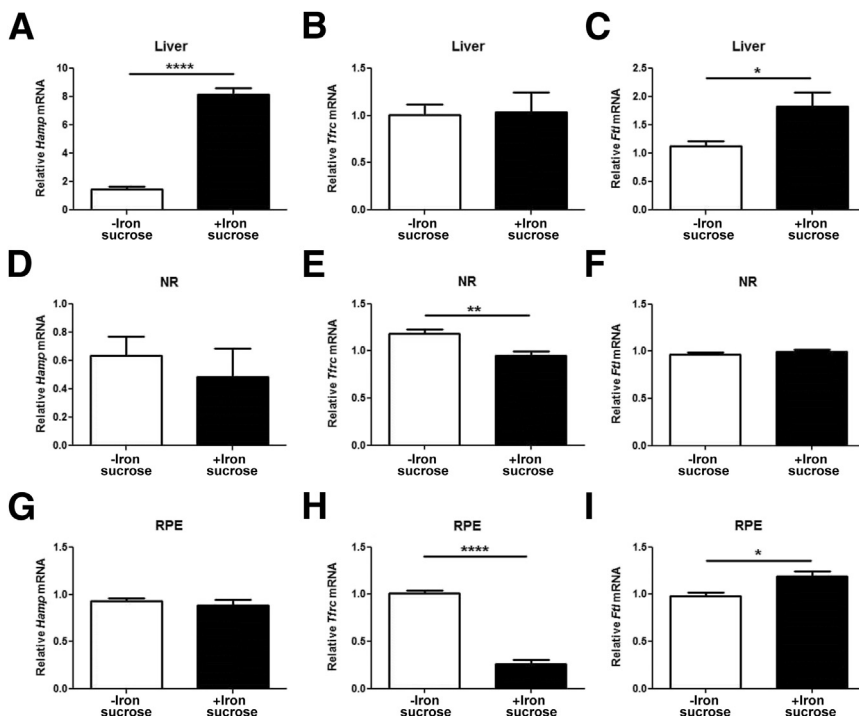 A
Liver
****
Relative Hamp mRNA
10
8
6
4
2
0
-Iron
sucrose
+Iron
sucrose
B
Liver
Relative Tfrc mRNA
1.5
1.0
0.5
0.0
-Iron
sucrose
+Iron
sucrose
C
Liver
*
Relative Ftl mRNA
2.5
2.0
1.5
1.0
0.5
0.0
-Iron
sucrose
+Iron
sucrose
D
NR
Relative Hamp mRNA
1.0
0.8
0.6
0.4
0.2
0.0
-Iron
sucrose
+Iron
sucrose
E
NR
**
Relative Tfrc mRNA
1.5
1.0
0.5
0.0
-Iron
sucrose
+Iron
sucrose
F
NR
Relative Ftl mRNA
1.5
1.0
0.5
0.0
-Iron
sucrose
+Iron
sucrose
G
RPE
Relative Hamp mRNA
1.5
1.0
0.5
0.0
-Iron
sucrose
+Iron
sucrose
H
RPE
****
Relative Tfrc mRNA
1.5
1.0
0.5
0.0
-Iron
sucrose
+Iron
sucrose
I
RPE
*
Relative Ftl mRNA
1.5
1.0
0.5
0.0
-Iron
sucrose
+Iron
sucrose